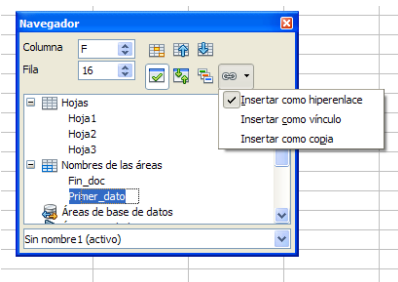 Navegador
Columna F
Fila 16
Insertar como hiperenlace
Insertar como vínculo
Insertar como copia
Hojas
Hoja1
Hoja2
Hoja3
Nombres de las áreas
Fin_doc
Primer_dato
Áreas de base de datos
Sin nombre1 (activo)